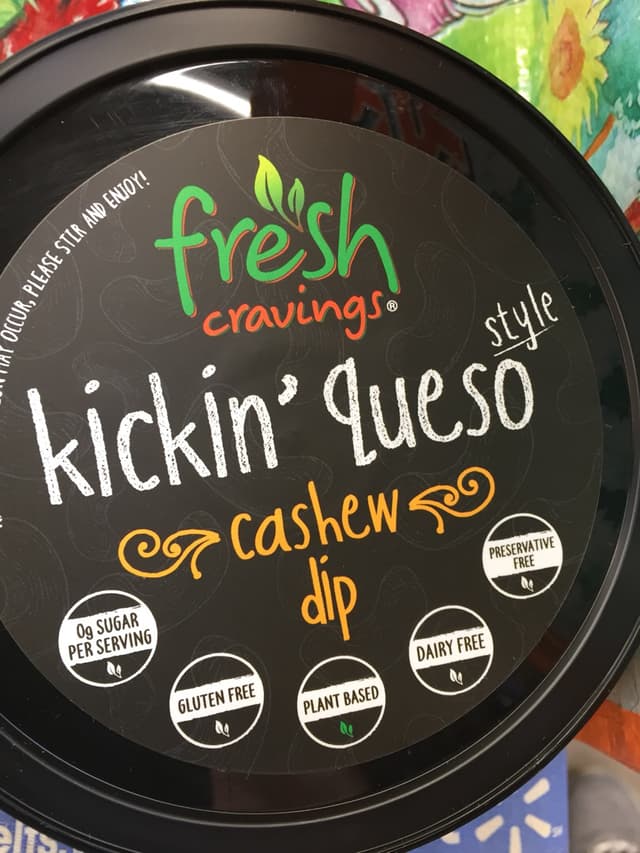 MAY OCCUR, PLEASE STIR AND ENJOY!
fresh
cravings®
kickin' queso
style
cashew
dip
0g SUGAR
PER SERVING
GLUTEN FREE
PLANT BASED
DAIRY FREE
PRESERVATIVE
FREE